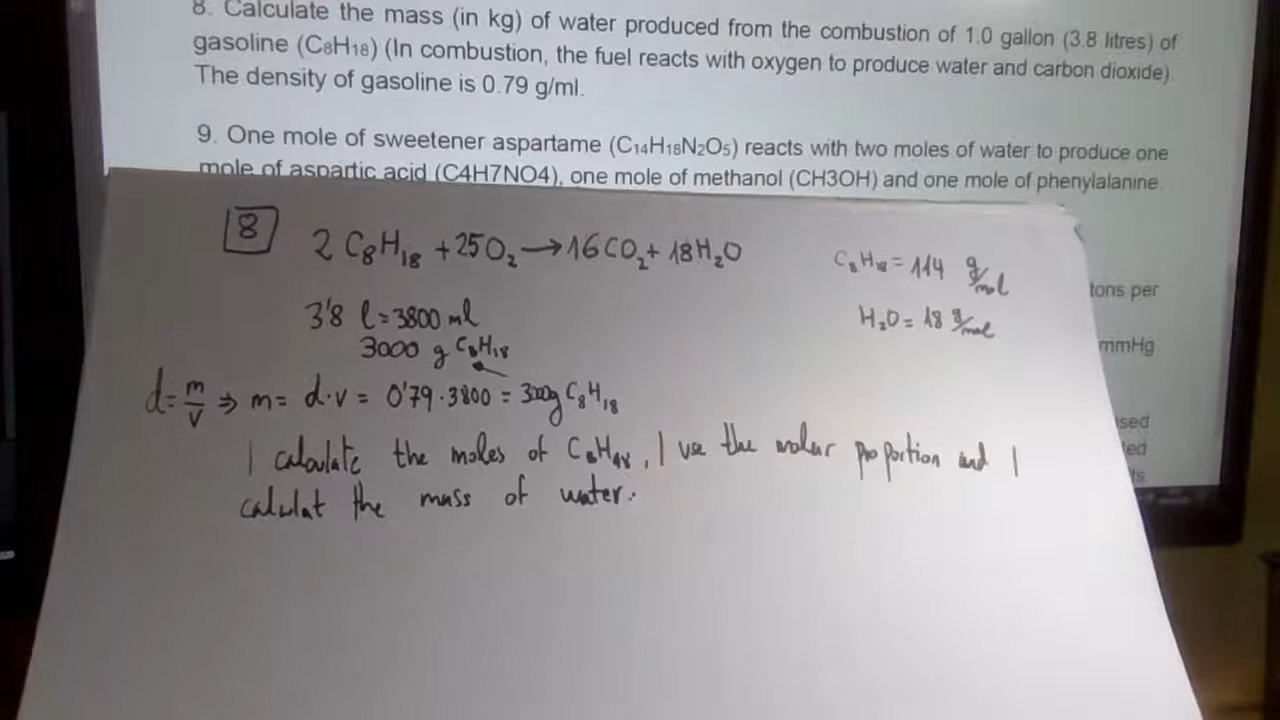 8. Calculate the mass (in kg) of water produced from the combustion of 1.0 gallon (3.8 litres) of
gasoline (C₈H₁₈) (In combustion, the fuel reacts with oxygen to produce water and carbon dioxide).
The density of gasoline is 0.79 g/ml.
9. One mole of sweetener aspartame (C₁₄H₁₈N₂O₅) reacts with two moles of water to produce one
mole of aspartic acid (C4H7NO4), one mole of methanol (CH3OH) and one mole of phenylalanine.
8
2 C₈H₁₈ + 25 O₂ → 16 CO₂ + 18 H₂O
C₈H₁₈ = 114 g/mol
tons per
3'8 l = 3800 ml
H₂O = 18 g/mol
3000 g C₈H₁₈
mmHg
d = m/v ⇒ m = d·v = 0'79 · 3800 = 3000g C₈H₁₈
sed
I calculate the moles of C₈H₁₈, I use the molar proportion and I
ted
ts
calculat the mass of water.